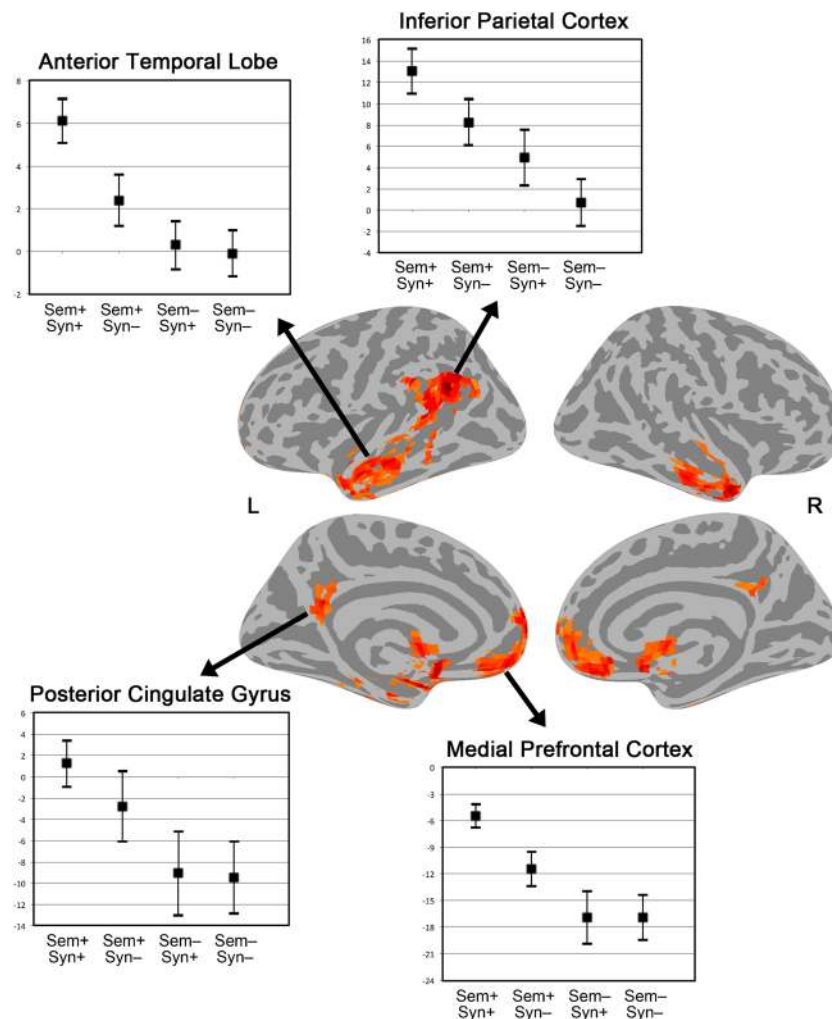 Inferior Parietal Cortex
16
14
12
10
8
6
4
2
0
-2
-4
Sem+ Sem+ Sem– Sem–
Syn+ Syn– Syn+ Syn–
Anterior Temporal Lobe
8
6
4
2
0
-2
Sem+ Sem+ Sem– Sem–
Syn+ Syn– Syn+ Syn–
L
R
Posterior Cingulate Gyrus
6
4
2
0
-2
-4
-6
-8
-10
-12
-14
Sem+ Sem+ Sem– Sem–
Syn+ Syn– Syn+ Syn–
Medial Prefrontal Cortex
0
-3
-6
-9
-12
-15
-18
-21
-24
Sem+ Sem+ Sem– Sem–
Syn+ Syn– Syn+ Syn–